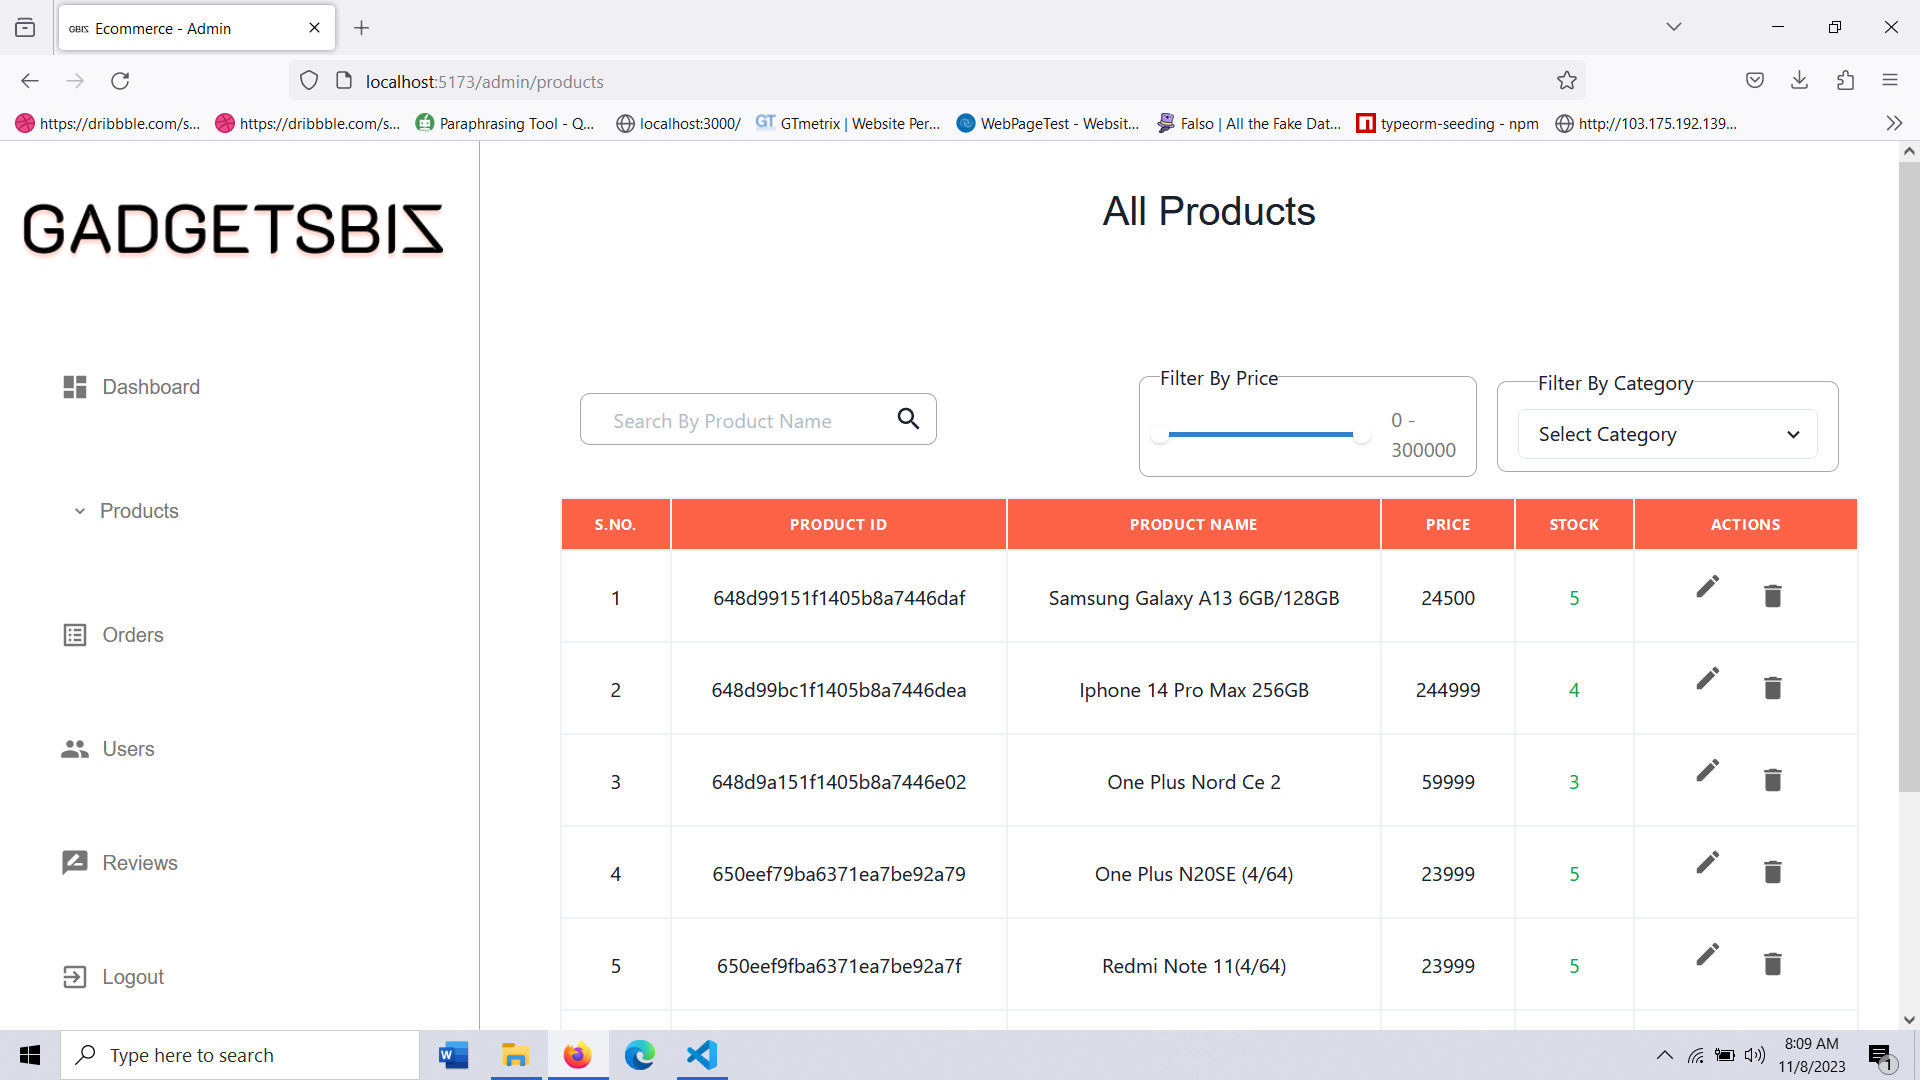 GBIZ Ecommerce - Admin
localhost:5173/admin/products
https://dribbble.com/s...
https://dribbble.com/s...
Paraphrasing Tool - Q...
localhost:3000/
GT GTmetrix | Website Per...
WebPageTest - Websit...
Falso | All the Fake Dat...
typeorm-seeding - npm
http://103.175.192.139...
GADGETSBIZ
Dashboard
Products
Orders
Users
Reviews
Logout
All Products
Search By Product Name
Filter By Price
0 -
300000
Filter By Category
Select Category
S.NO. PRODUCT ID PRODUCT NAME PRICE STOCK ACTIONS
1 648d99151f1405b8a7446daf Samsung Galaxy A13 6GB/128GB 24500 5
2 648d99bc1f1405b8a7446dea Iphone 14 Pro Max 256GB 244999 4
3 648d9a151f1405b8a7446e02 One Plus Nord Ce 2 59999 3
4 650eef79ba6371ea7be92a79 One Plus N20SE (4/64) 23999 5
5 650eef9fba6371ea7be92a7f Redmi Note 11(4/64) 23999 5
Type here to search
8:09 AM
11/8/2023
1